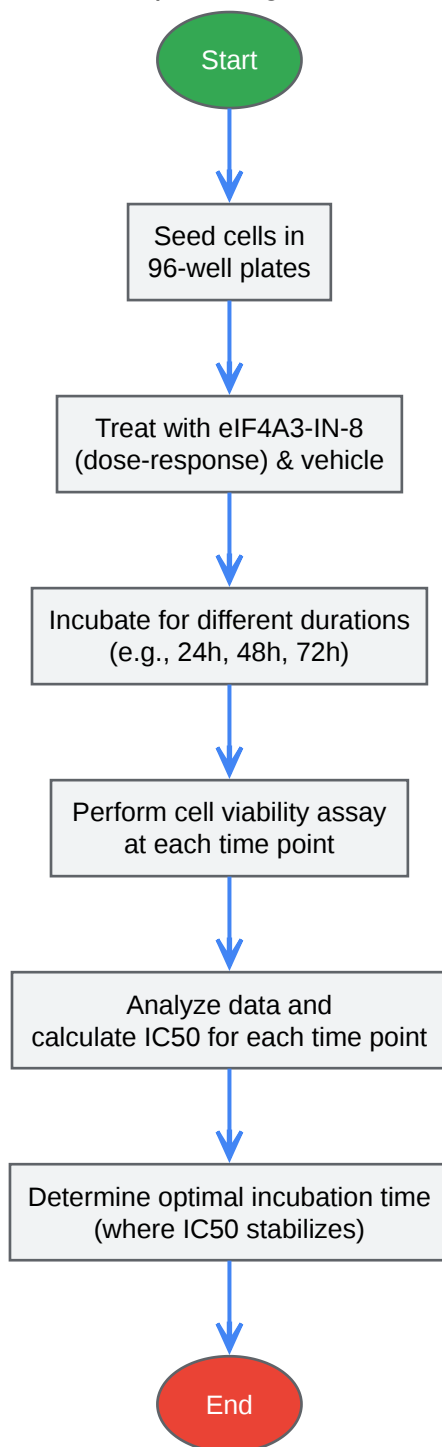 Start
Seed cells in
96-well plates
Treat with eIF4A3-IN-8
(dose-response) & vehicle
Incubate for different durations
(e.g., 24h, 48h, 72h)
Perform cell viability assay
at each time point
Analyze data and
calculate IC50 for each time point
Determine optimal incubation time
(where IC50 stabilizes)
End